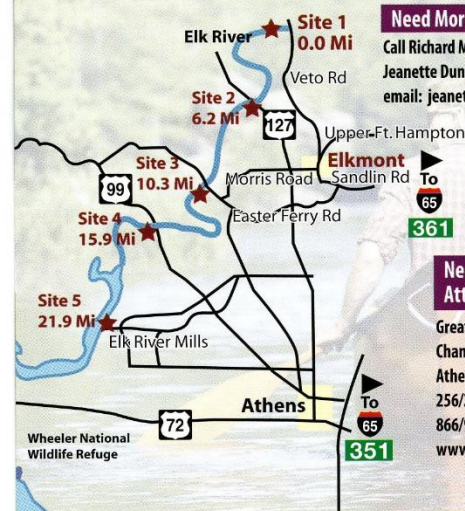 Elk River
Site 1
0.0 Mi
Veto Rd
Site 2
6.2 Mi
127
Upper Ft. Hampton
Elkmont
Site 3
10.3 Mi
Morris Road
Sandlin Rd
To
65
361
99
Easter Ferry Rd
Site 4
15.9 Mi
Site 5
21.9 Mi
Elk River Mills
Athens
To
65
351
72
Wheeler National
Wildlife Refuge
Need Mor
Call Richard M
Jeanette Dun
email: jeanet
Ne
Att
Great
Cham
Athe
256/
866/
www